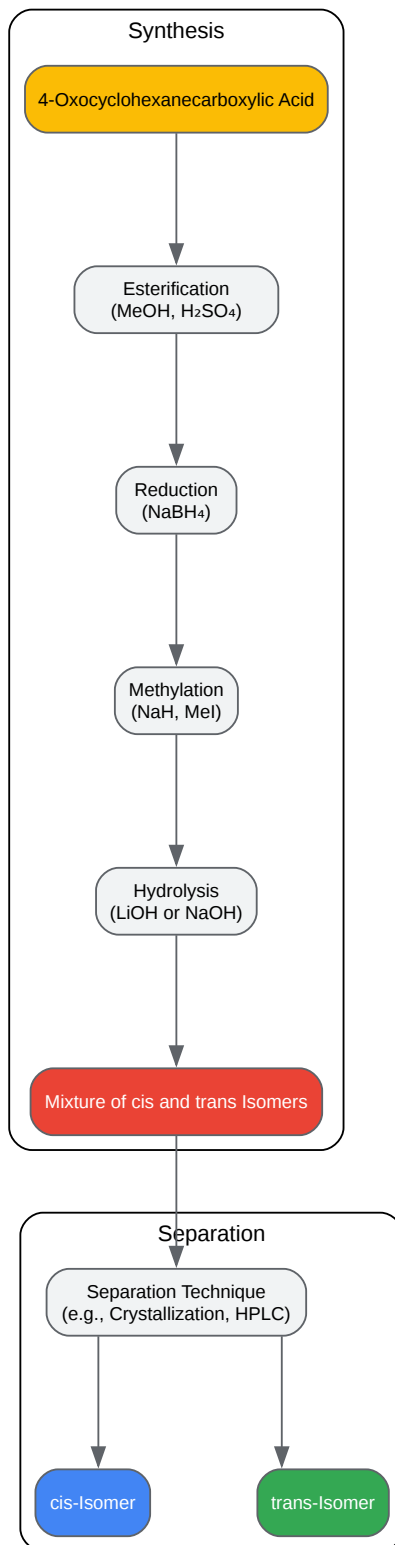 Synthesis
4-Oxocyclohexanecarboxylic Acid
Esterification
(MeOH, H₂SO₄)
Reduction
(NaBH₄)
Methylation
(NaH, MeI)
Hydrolysis
(LiOH or NaOH)
Mixture of cis and trans Isomers
Separation
Separation Technique
(e.g., Crystallization, HPLC)
cis-Isomer
trans-Isomer